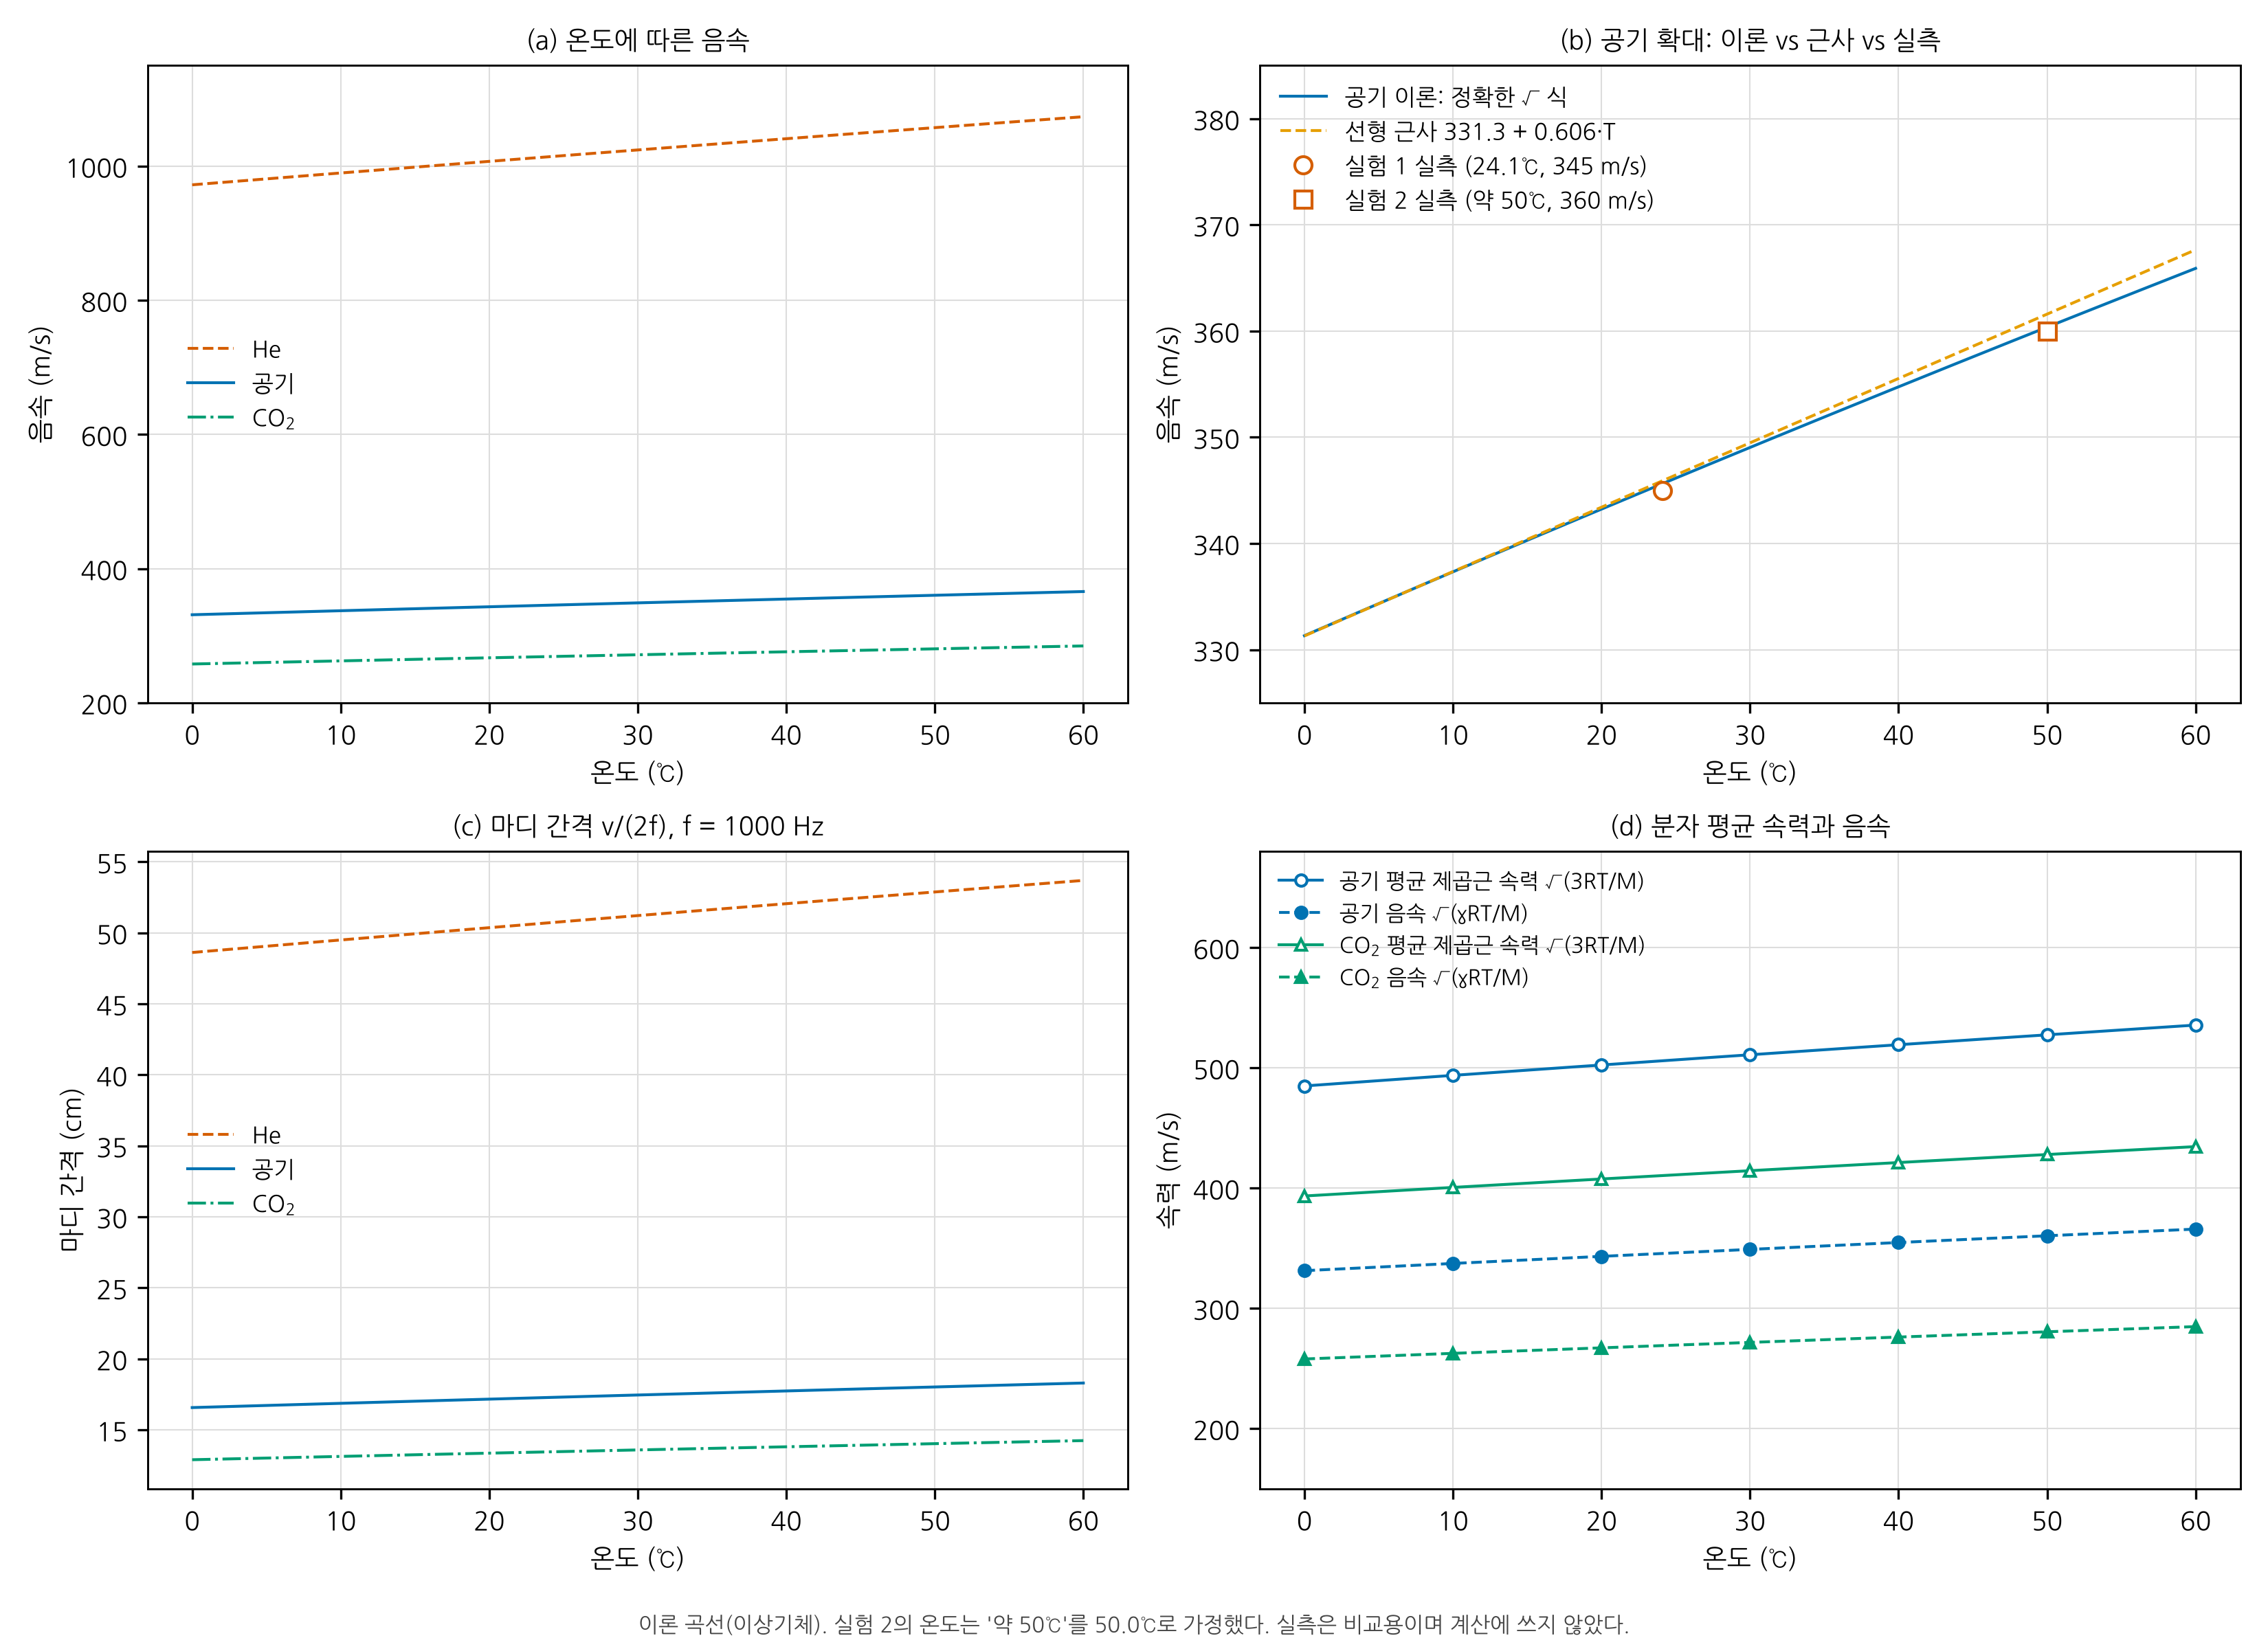 (a) 온도에 따른 음속
음속 (m/s)
1000
800
600
400
200
He
공기
CO₂
0 10 20 30 40 50 60
온도 (℃)
(b) 공기 확대: 이론 vs 근사 vs 실측
음속 (m/s)
380
370
360
350
340
330
공기 이론: 정확한 √ 식
선형 근사 331.3 + 0.606·T
실험 1 실측 (24.1℃, 345 m/s)
실험 2 실측 (약 50℃, 360 m/s)
0 10 20 30 40 50 60
온도 (℃)
(c) 마디 간격 v/(2f), f = 1000 Hz
마디 간격 (cm)
55
50
45
40
35
30
25
20
15
He
공기
CO₂
0 10 20 30 40 50 60
온도 (℃)
(d) 분자 평균 속력과 음속
속력 (m/s)
600
500
400
300
200
공기 평균 제곱근 속력 √(3RT/M)
공기 음속 √(γRT/M)
CO₂ 평균 제곱근 속력 √(3RT/M)
CO₂ 음속 √(γRT/M)
0 10 20 30 40 50 60
온도 (℃)
이론 곡선(이상기체). 실험 2의 온도는 '약 50℃'를 50.0℃로 가정했다. 실측은 비교용이며 계산에 쓰지 않았다.